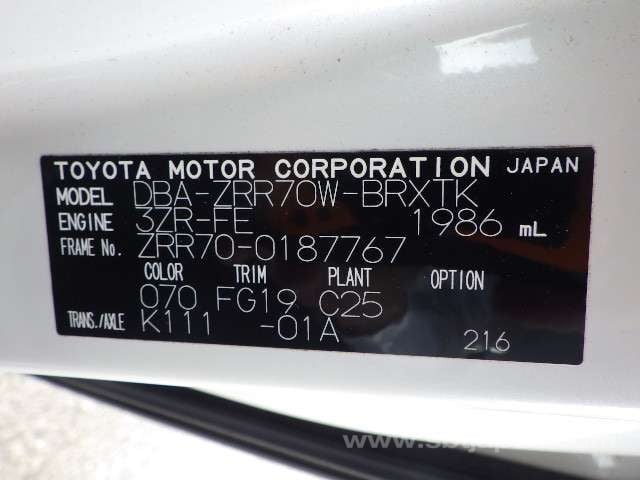 TOYOTA MOTOR CORPORATION JAPAN
MODEL DBA-ZRR70W-BRXTK
ENGINE 3ZR-FE 1986 mL
FRAME No. ZRR70-0187767
COLOR TRIM PLANT OPTION
070 FG19 C25
TRANS./AXLE K111 -01A
216